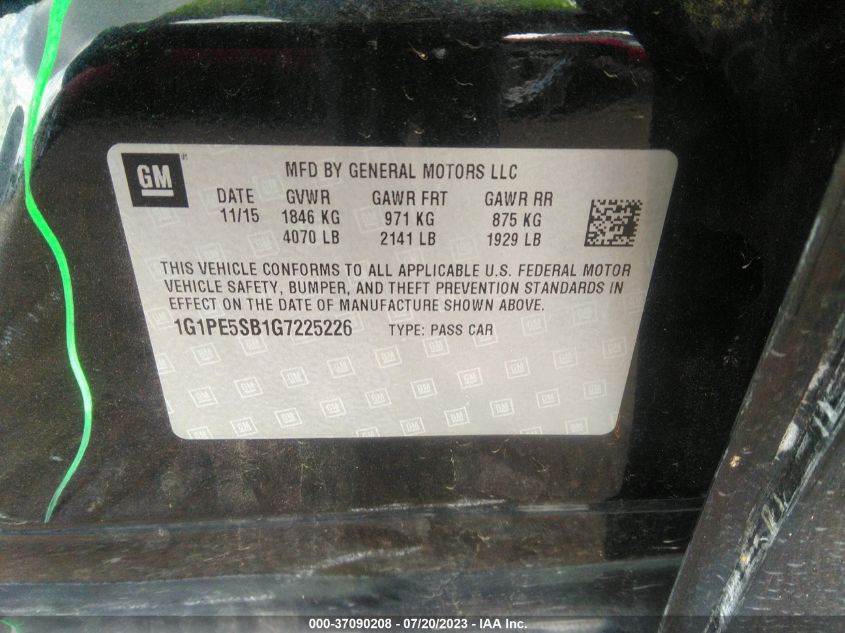 GM
MFD BY GENERAL MOTORS LLC
DATE GVWR GAWR FRT GAWR RR
11/15 1846 KG 971 KG 875 KG
4070 LB 2141 LB 1929 LB
THIS VEHICLE CONFORMS TO ALL APPLICABLE U.S. FEDERAL MOTOR
VEHICLE SAFETY, BUMPER, AND THEFT PREVENTION STANDARDS IN
EFFECT ON THE DATE OF MANUFACTURE SHOWN ABOVE.
1G1PE5SB1G7225226 TYPE: PASS CAR
000-37090208 - 07/20/2023 - IAA Inc.